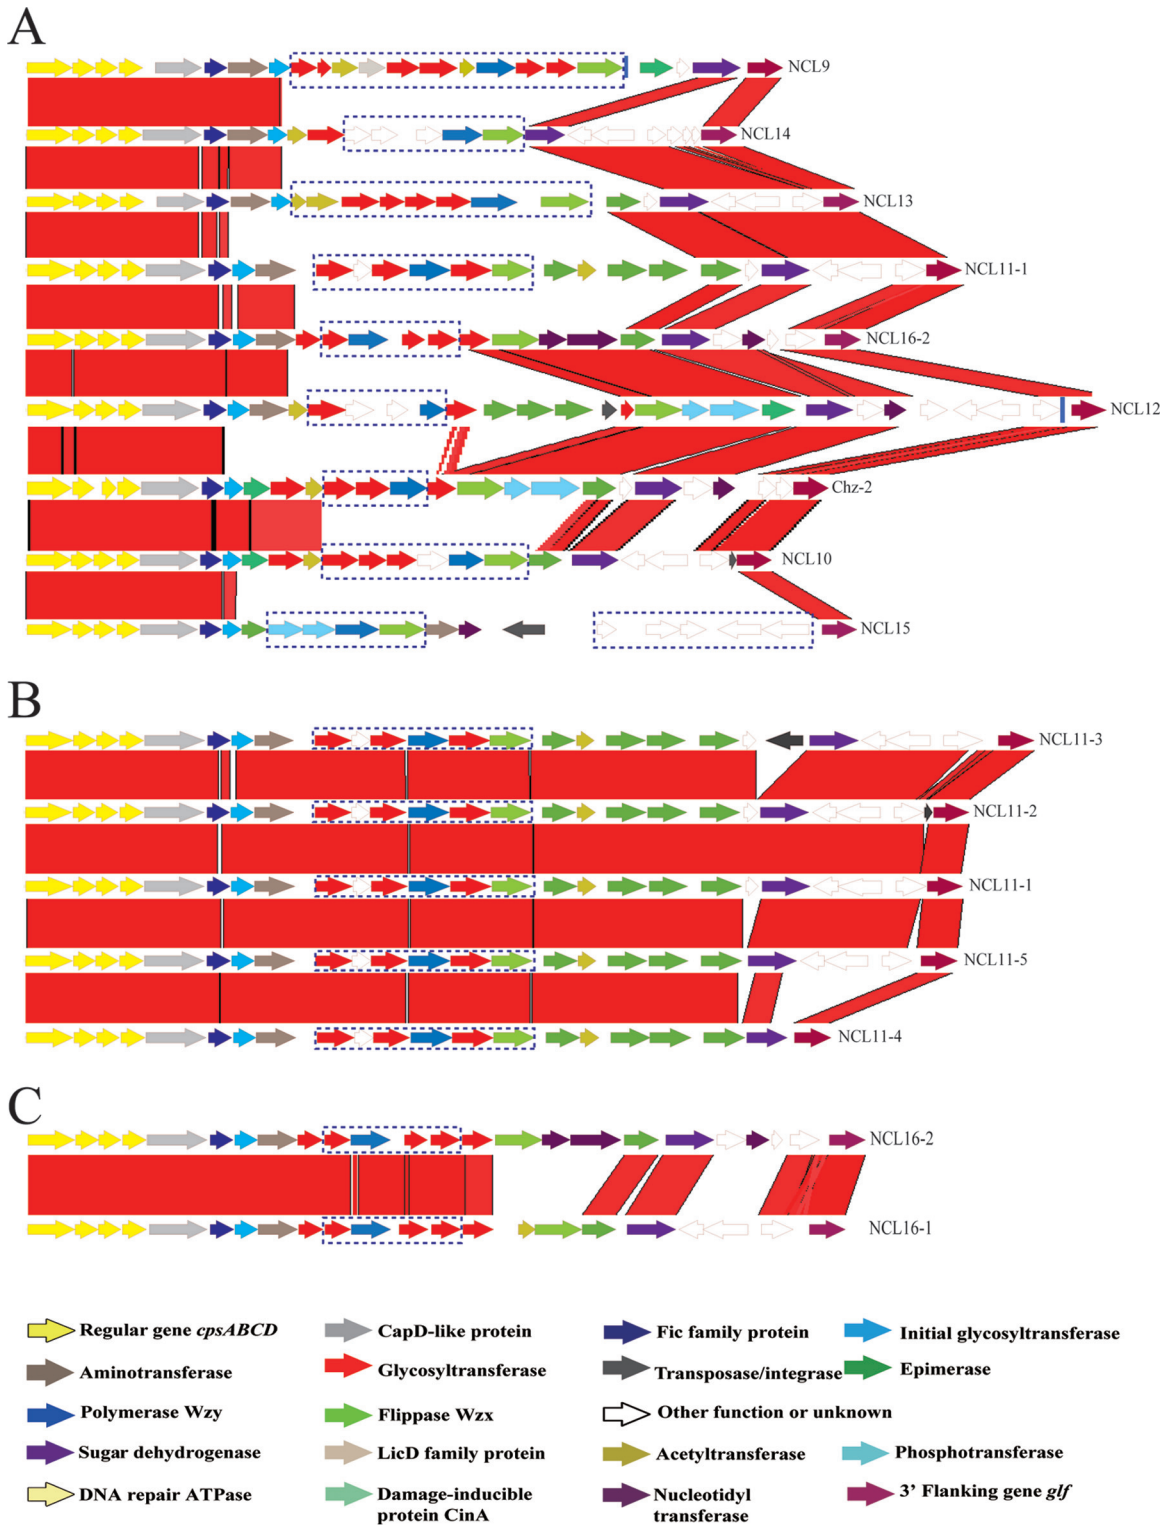 A
NCL9
NCL14
NCL13
NCL11-1
NCL16-2
NCL12
Chz-2
NCL10
NCL15
B
NCL11-3
NCL11-2
NCL11-1
NCL11-5
NCL11-4
C
NCL16-2
NCL16-1
Regular gene cpsABCD
CapD-like protein
Fic family protein
Initial glycosyltransferase
Aminotransferase
Glycosyltransferase
Transposase/integrase
Epimerase
Polymerase Wzy
Flippase Wzx
Other function or unknown
Sugar dehydrogenase
LicD family protein
Acetyltransferase
Phosphotransferase
DNA repair ATPase
Damage-inducible
protein CinA
Nucleotidyl
transferase
3' Flanking gene glf